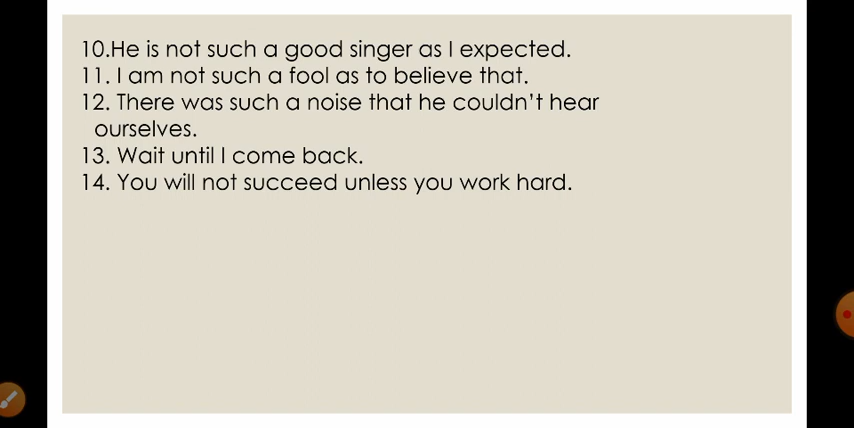 10.He is not such a good singer as I expected.
11. I am not such a fool as to believe that.
12. There was such a noise that he couldn't hear
ourselves.
13. Wait until I come back.
14. You will not succeed unless you work hard.